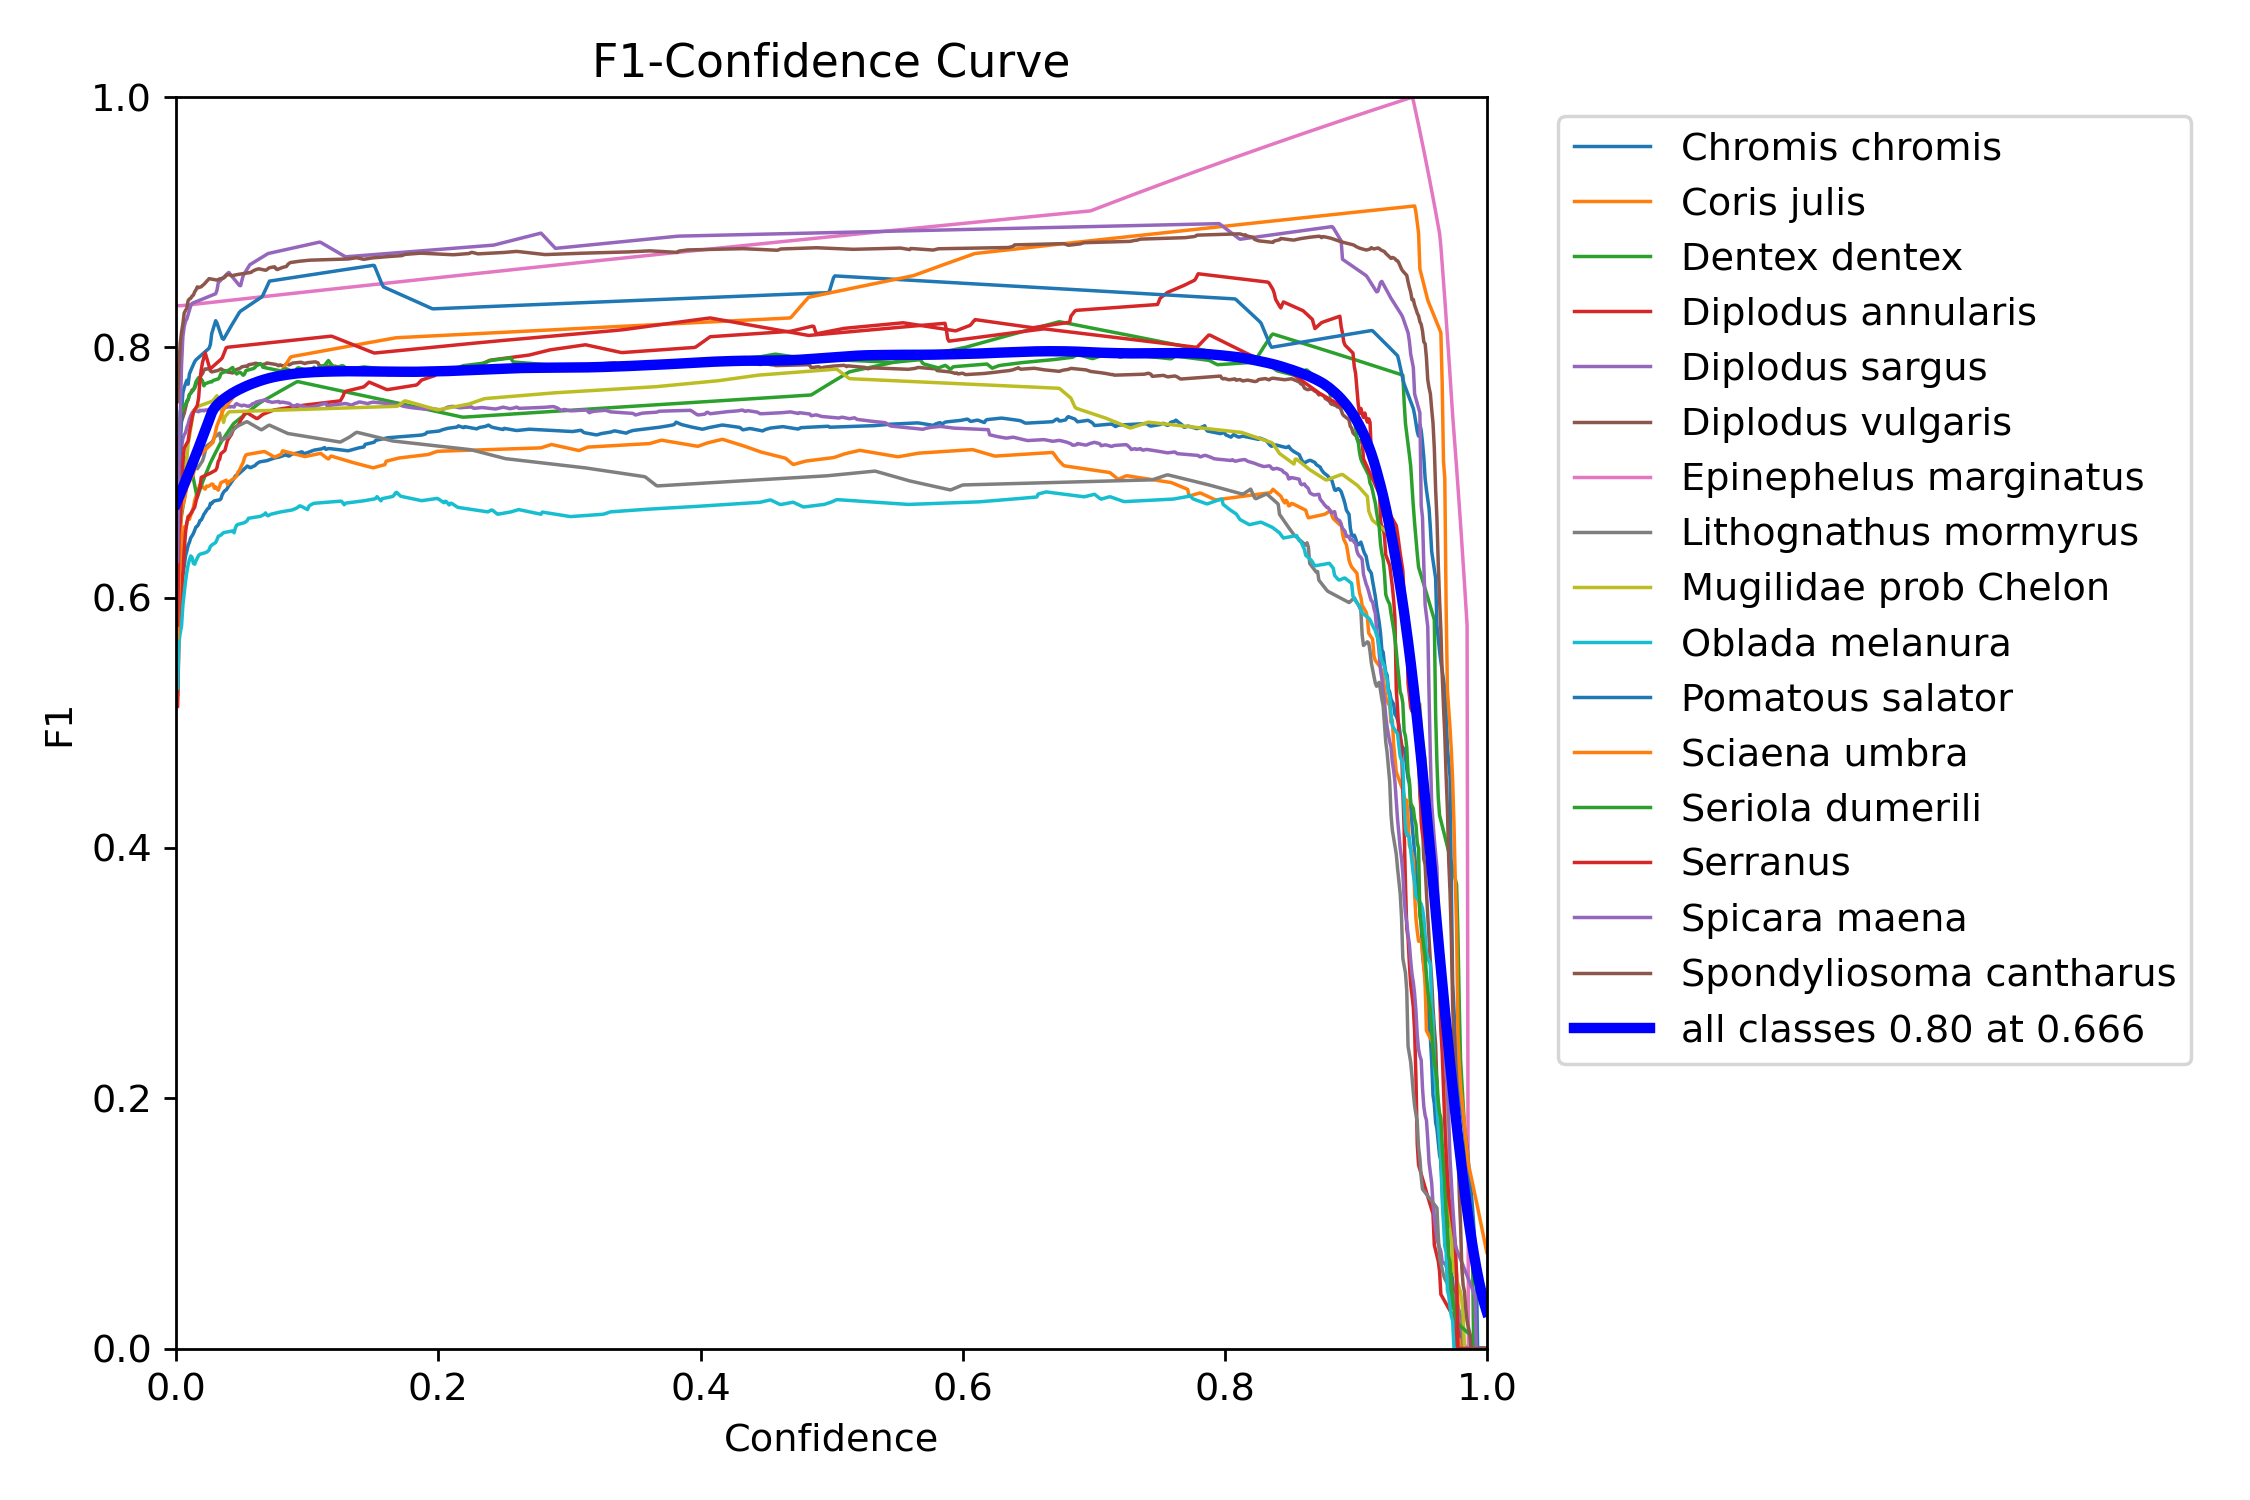 F1-Confidence Curve
1.0
0.8
0.6
0.4
0.2
0.0
F1
0.0 0.2 0.4 0.6 0.8 1.0
Confidence
Chromis chromis
Coris julis
Dentex dentex
Diplodus annularis
Diplodus sargus
Diplodus vulgaris
Epinephelus marginatus
Lithognathus mormyrus
Mugilidae prob Chelon
Oblada melanura
Pomatous salator
Sciaena umbra
Seriola dumerili
Serranus
Spicara maena
Spondyliosoma cantharus
all classes 0.80 at 0.666